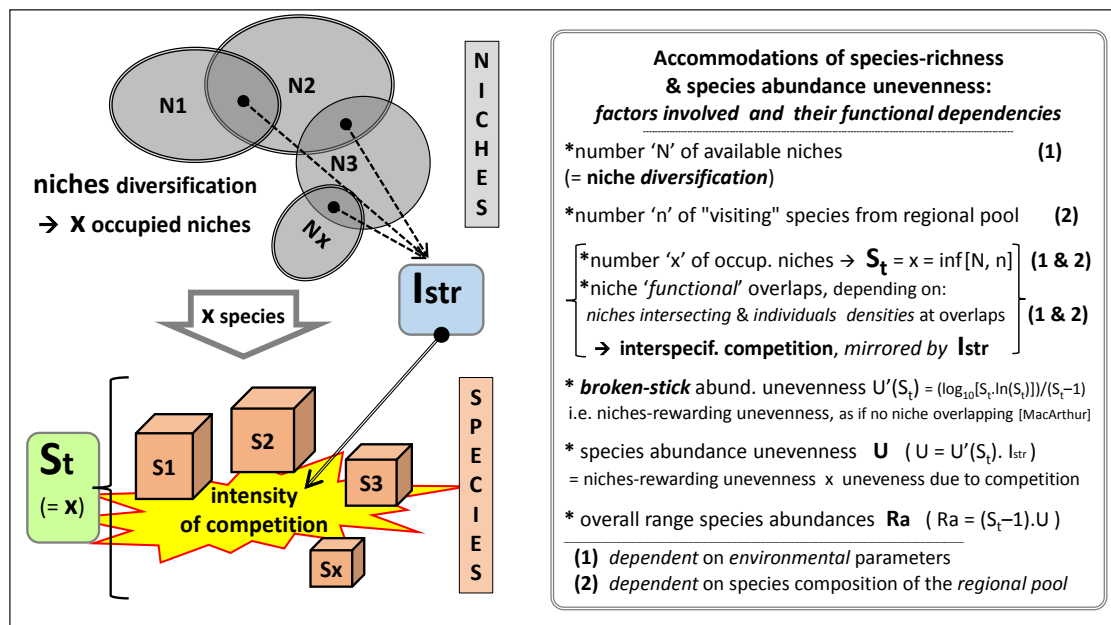 N1
N2
N3
Nx
niches diversification
→ x occupied niches
NICHES
x species
Istr
St
(= x)
S1
S2
S3
Sx
intensity
of competition
SPECIES
Accommodations of species-richness
& species abundance unevenness:
factors involved and their functional dependencies
*number ‘N’ of available niches (1)
(= niche diversification)
*number ‘n’ of "visiting" species from regional pool (2)
*number ‘x’ of occup. niches → St = x = inf[N, n] (1 & 2)
*niche ‘functional’ overlaps, depending on:
niches intersecting & individuals densities at overlaps (1 & 2)
→ interspecif. competition, mirrored by Istr
* broken-stick abund. unevenness U’(St) = (log10[St.ln(St)])/(St–1)
i.e. niches-rewarding unevenness, as if no niche overlapping [MacArthur]
* species abundance unevenness U ( U = U’(St). Istr)
= niches-rewarding unevenness x uneveness due to competition
* overall range species abundances Ra ( Ra = (St–1).U )
(1) dependent on environmental parameters
(2) dependent on species composition of the regional pool